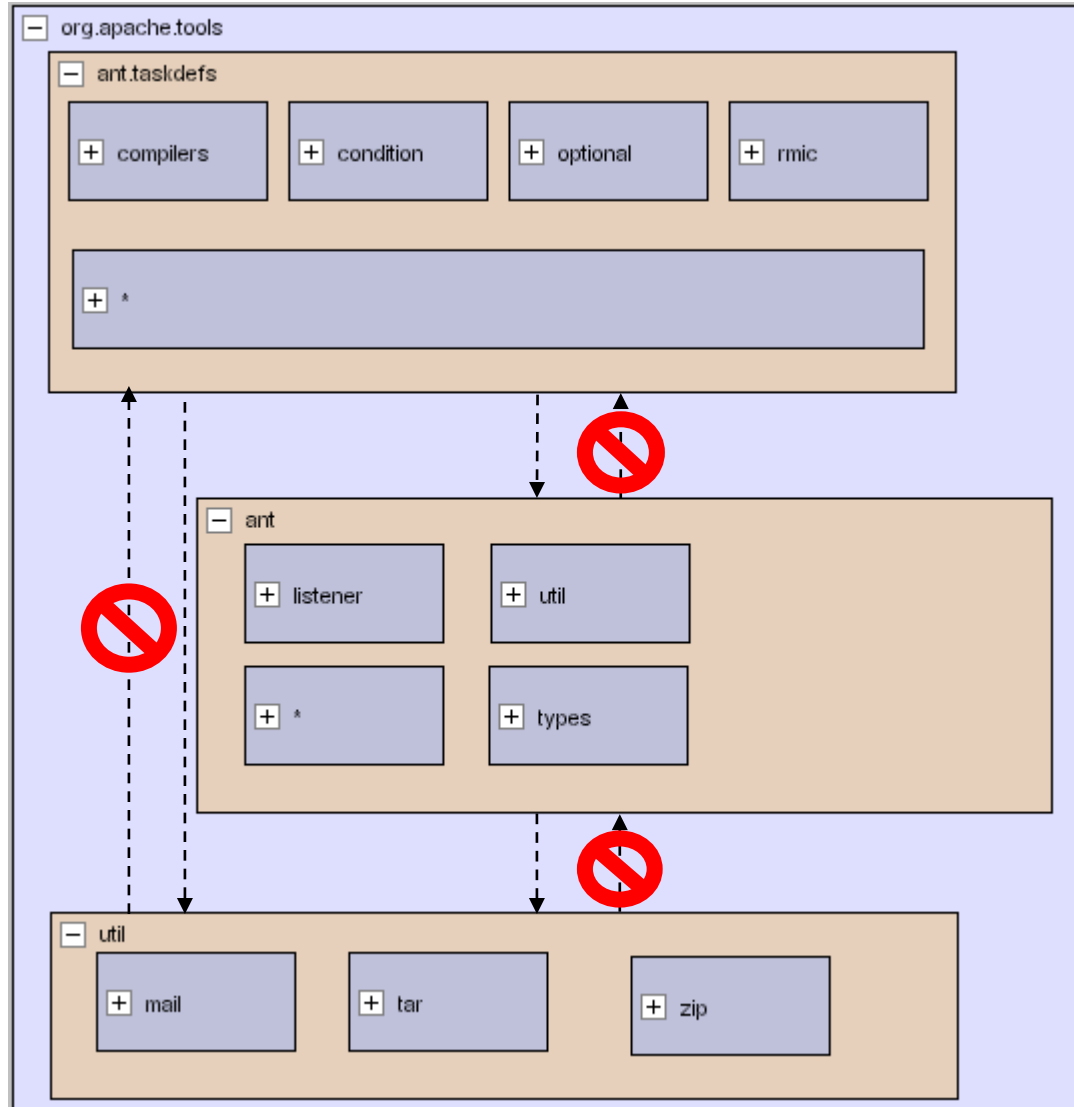 org.apache.tools
ant.taskdefs
compilers
condition
optional
rmic
*
ant
listener
util
*
types
util
mail
tar
zip